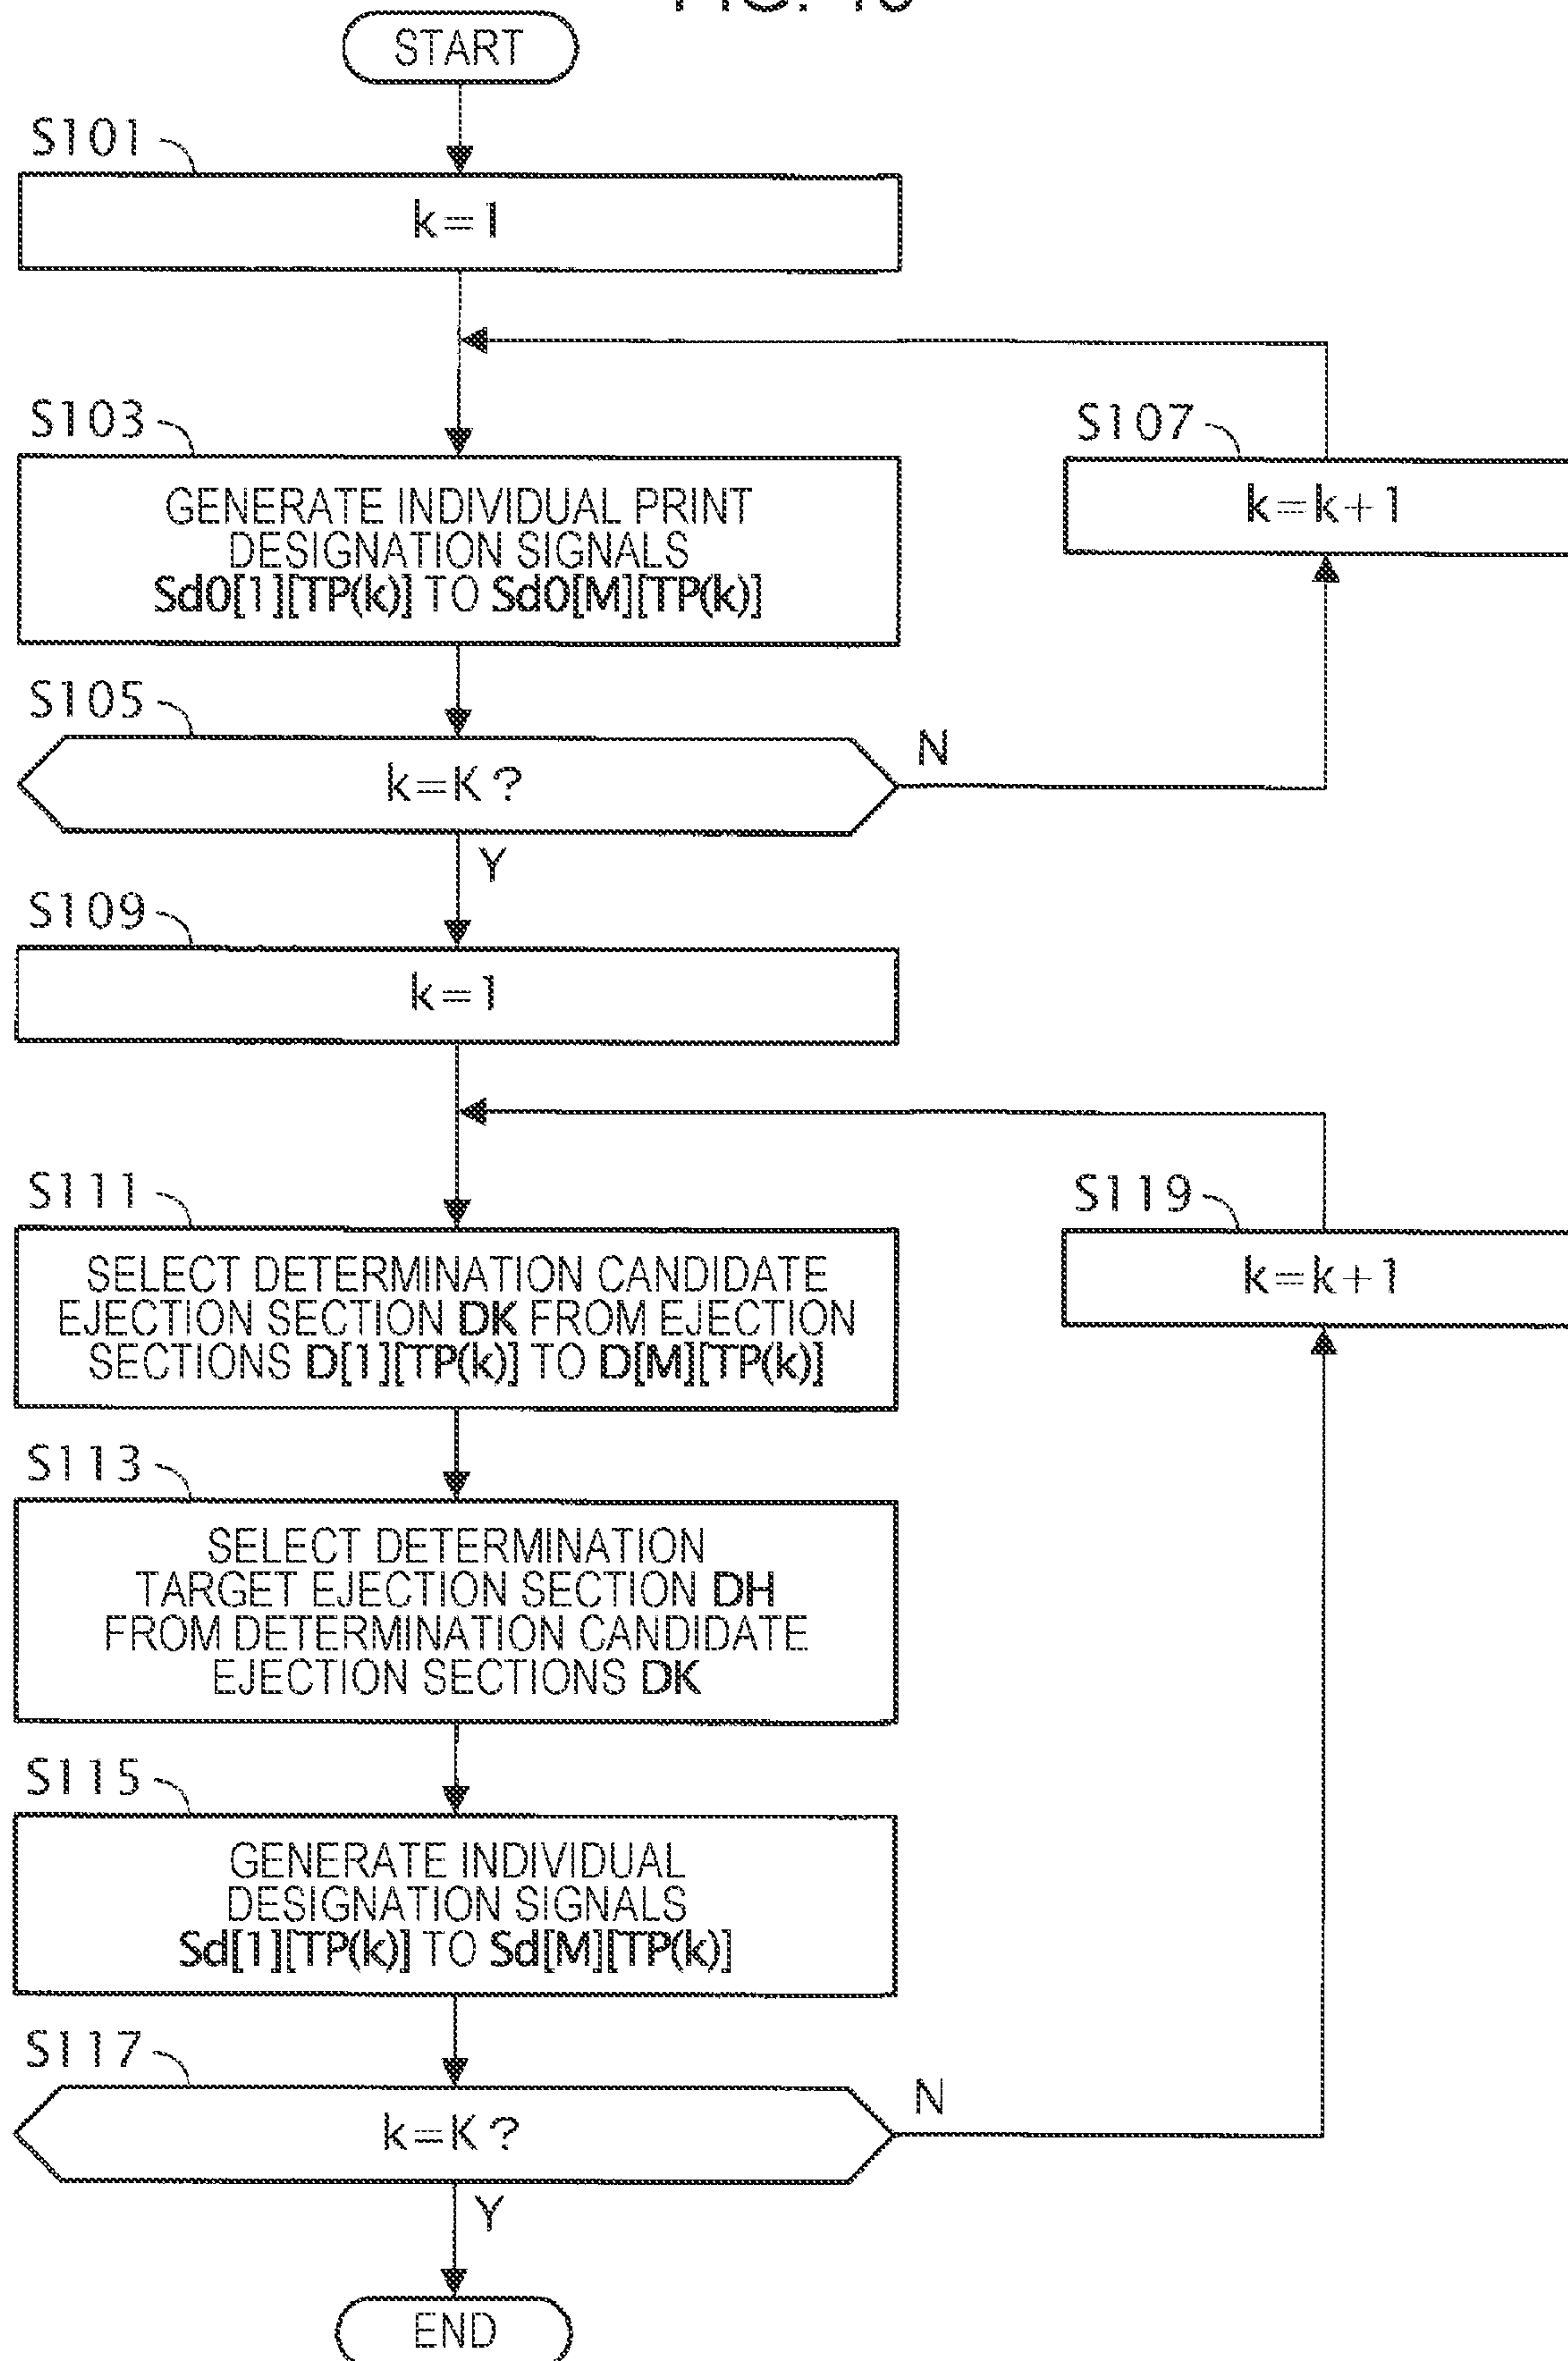 START
S101
k=1
S103
GENERATE INDIVIDUAL PRINT
DESIGNATION SIGNALS
Sd0[1][TP(k)] TO Sd0[M][TP(k)]
S107
k=k+1
S105
k=K?
N
Y
S109
k=1
S111
SELECT DETERMINATION CANDIDATE
EJECTION SECTION DK FROM EJECTION
SECTIONS D[1][TP(k)] TO D[M][TP(k)]
S119
k=k+1
S113
SELECT DETERMINATION
TARGET EJECTION SECTION DH
FROM DETERMINATION CANDIDATE
EJECTION SECTIONS DK
S115
GENERATE INDIVIDUAL
DESIGNATION SIGNALS
Sd[1][TP(k)] TO Sd[M][TP(k)]
S117
k=K?
N
Y
END